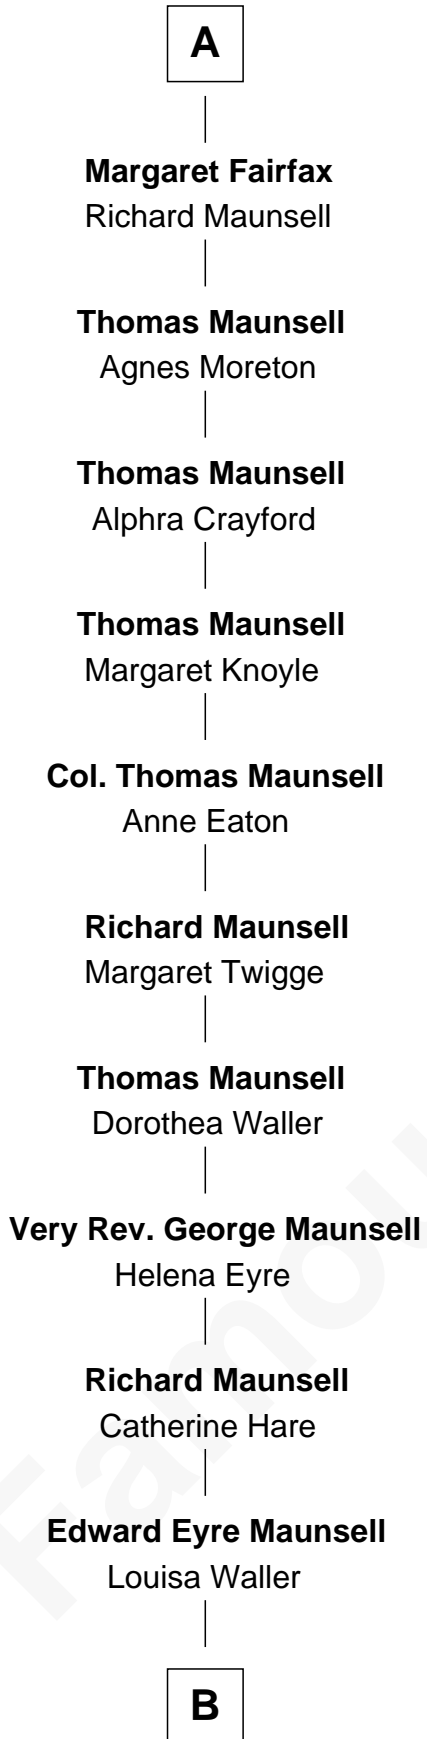 A
Margaret Fairfax
Richard Maunsell
Thomas Maunsell
Agnes Moreton
Thomas Maunsell
Alphra Crayford
Thomas Maunsell
Margaret Knoyle
Col. Thomas Maunsell
Anne Eaton
Richard Maunsell
Margaret Twigge
Thomas Maunsell
Dorothea Waller
Very Rev. George Maunsell
Helena Eyre
Richard Maunsell
Catherine Hare
Edward Eyre Maunsell
Louisa Waller
B
Famou